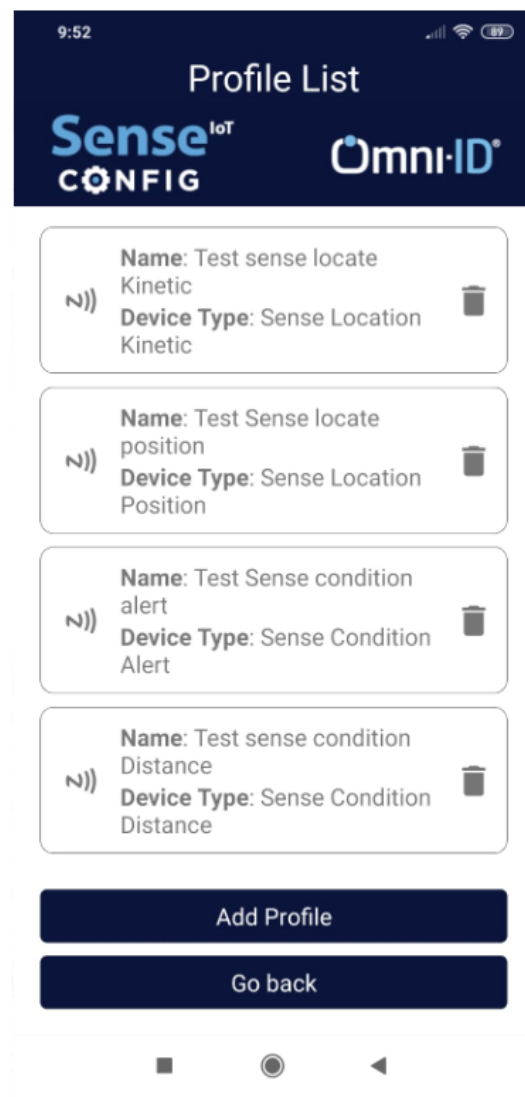 9:52
89
Profile List
Sense IoT
CONFIG
Omni-ID®
Name: Test sense locate
Kinetic
Device Type: Sense Location
Kinetic
Name: Test Sense locate
position
Device Type: Sense Location
Position
Name: Test Sense condition
alert
Device Type: Sense Condition
Alert
Name: Test sense condition
Distance
Device Type: Sense Condition
Distance
Add Profile
Go back